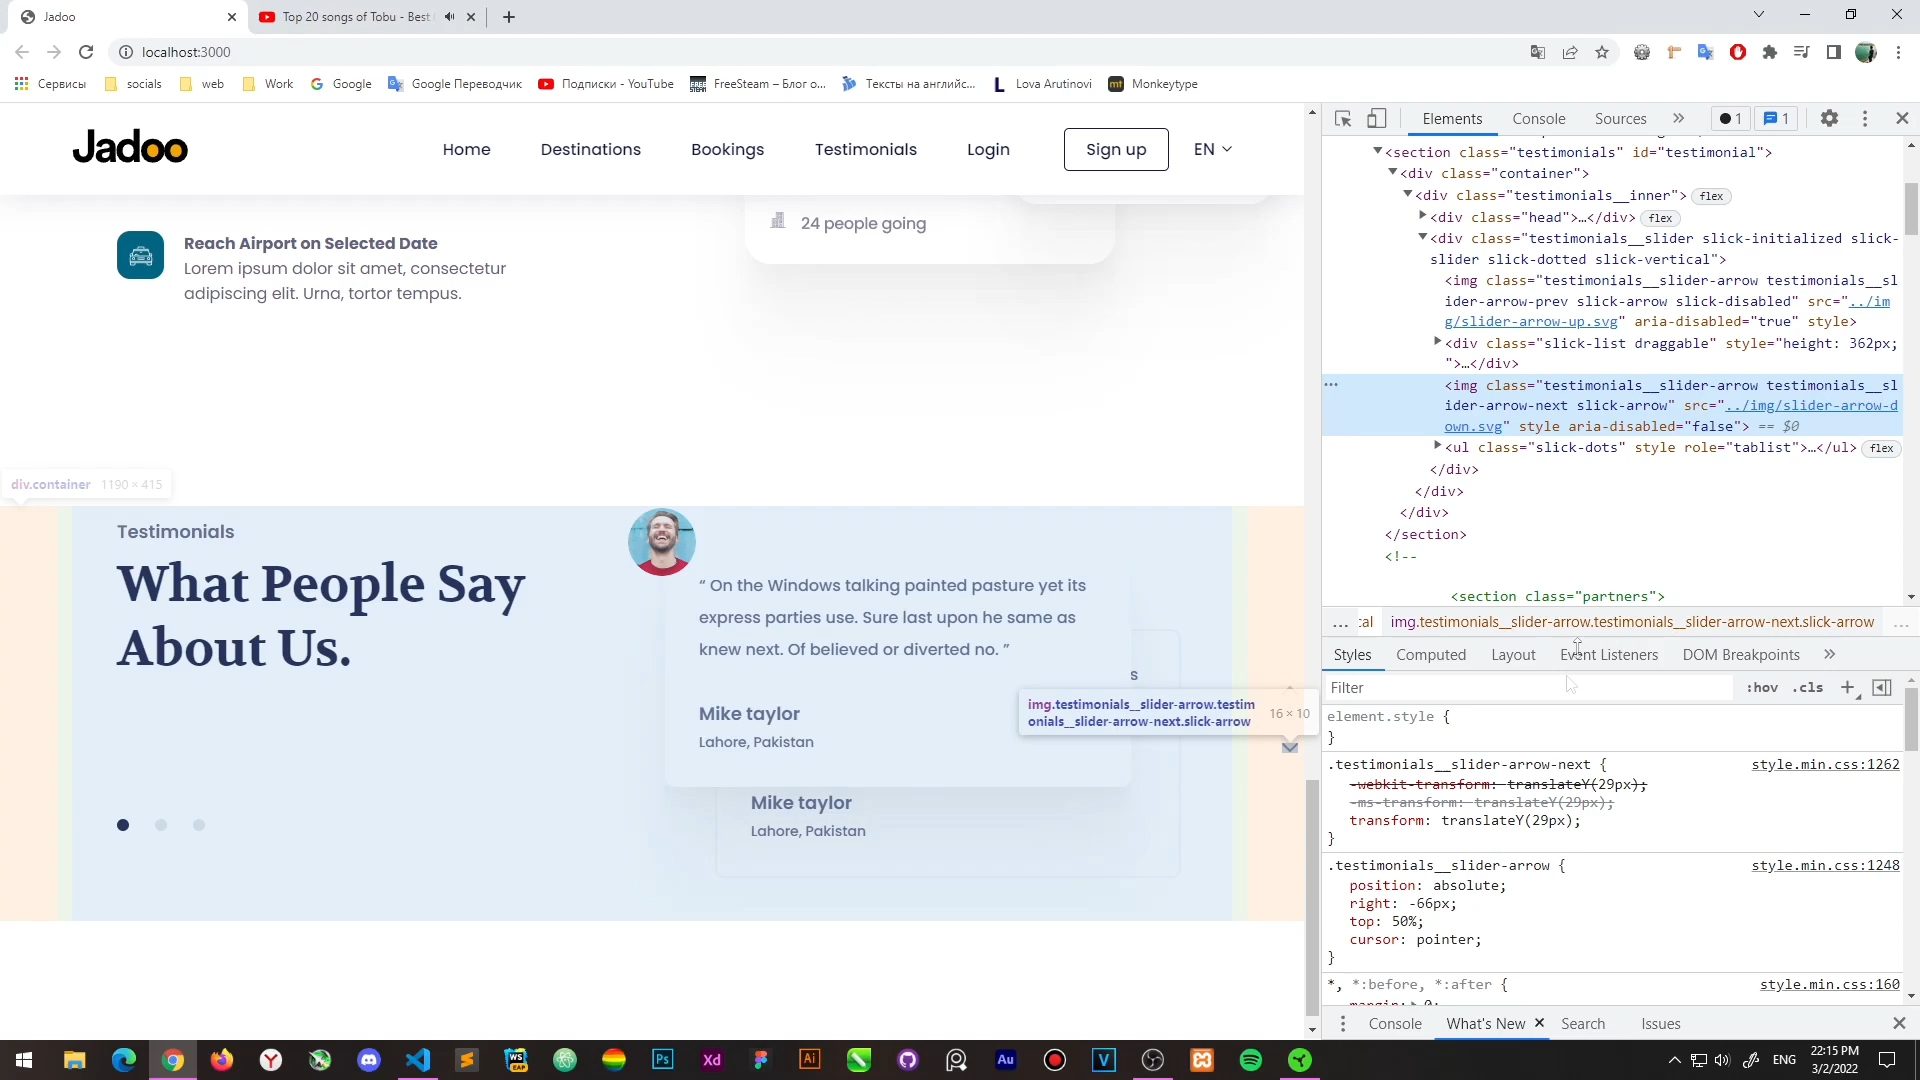 Jadoo
Top 20 songs of Tobu - Best
localhost:3000
Сервисы socials web Work Google Google Переводчик Подписки - YouTube FreeSteam – Блог о... Тексты на английс... Lova Arutinovi Monkeytype
Jadoo
Home Destinations Bookings Testimonials Login Sign up EN
24 people going
Reach Airport on Selected Date
Lorem ipsum dolor sit amet, consectetur
adipiscing elit. Urna, tortor tempus.
div.container 1190 × 415
Testimonials
What People Say
About Us.
“ On the Windows talking painted pasture yet its
express parties use. Sure last upon he same as
knew next. Of believed or diverted no. ”
s
Mike taylor
Lahore, Pakistan
img.testimonials__slider-arrow.testim
onials__slider-arrow-next.slick-arrow
16 × 10
Mike taylor
Lahore, Pakistan
Elements Console Sources » 1 1
<section class="testimonials" id="testimonial">
<div class="container">
<div class="testimonials__inner"> flex
<div class="head">…</div> flex
<div class="testimonials__slider slick-initialized slick-
slider slick-dotted slick-vertical">
<img class="testimonials__slider-arrow testimonials__sl
ider-arrow-prev slick-arrow slick-disabled" src="../im
g/slider-arrow-up.svg" aria-disabled="true" style>
<div class="slick-list draggable" style="height: 362px;
">…</div>
<img class="testimonials__slider-arrow testimonials__sl
ider-arrow-next slick-arrow" src="../img/slider-arrow-d
own.svg" style aria-disabled="false"> == $0
<ul class="slick-dots" style role="tablist">…</ul> flex
</div>
</div>
</div>
</section>
<!--
<section class="partners">
... :al img.testimonials__slider-arrow.testimonials__slider-arrow-next.slick-arrow ...
Styles Computed Layout Event Listeners DOM Breakpoints »
Filter :hov .cls +
element.style {
}
.testimonials__slider-arrow-next { style.min.css:1262
-webkit-transform: translateY(29px);
-ms-transform: translateY(29px);
transform: translateY(29px);
}
.testimonials__slider-arrow { style.min.css:1248
position: absolute;
right: -66px;
top: 50%;
cursor: pointer;
}
*, *:before, *:after { style.min.css:160
margin: 0;
Console What's New Search Issues
ENG 22:15 PM
3/2/2022